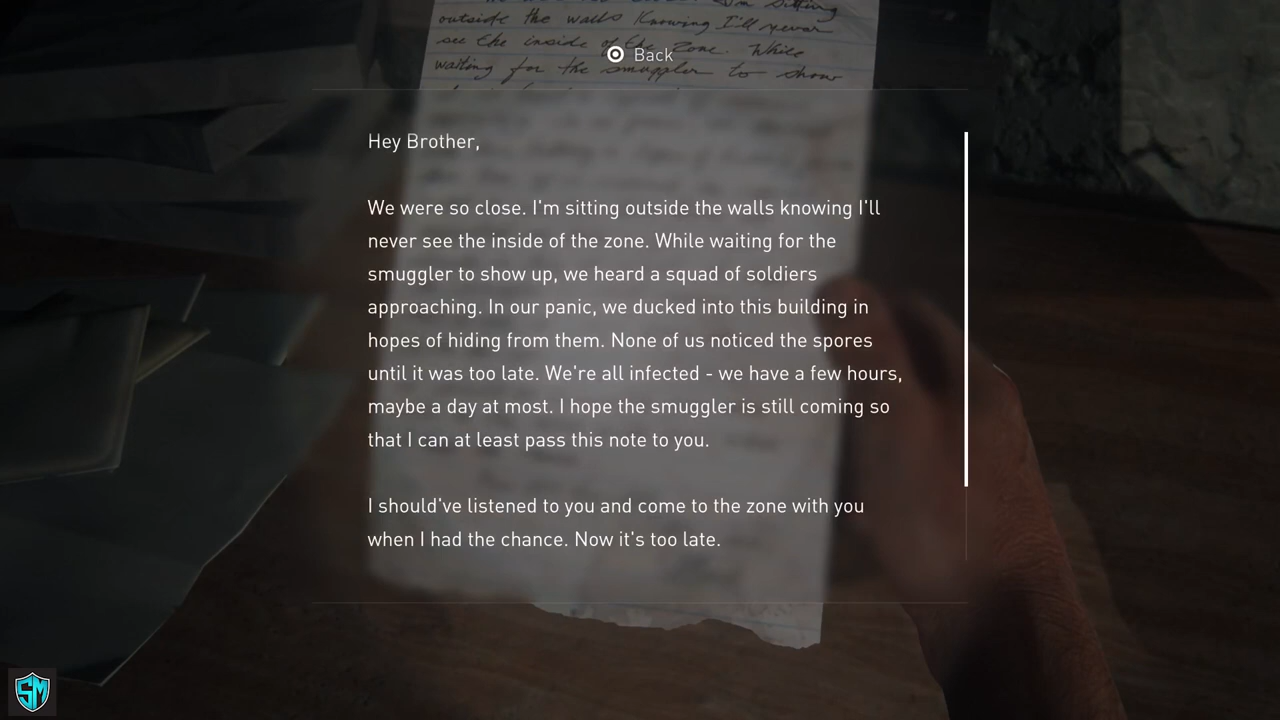 outside the walls Knowing I'll never
see the inside of the zone. While
waiting for the smuggler to show
Back
Hey Brother,
We were so close. I'm sitting outside the walls knowing I'll
never see the inside of the zone. While waiting for the
smuggler to show up, we heard a squad of soldiers
approaching. In our panic, we ducked into this building in
hopes of hiding from them. None of us noticed the spores
until it was too late. We're all infected - we have a few hours,
maybe a day at most. I hope the smuggler is still coming so
that I can at least pass this note to you.
I should've listened to you and come to the zone with you
when I had the chance. Now it's too late.
SM